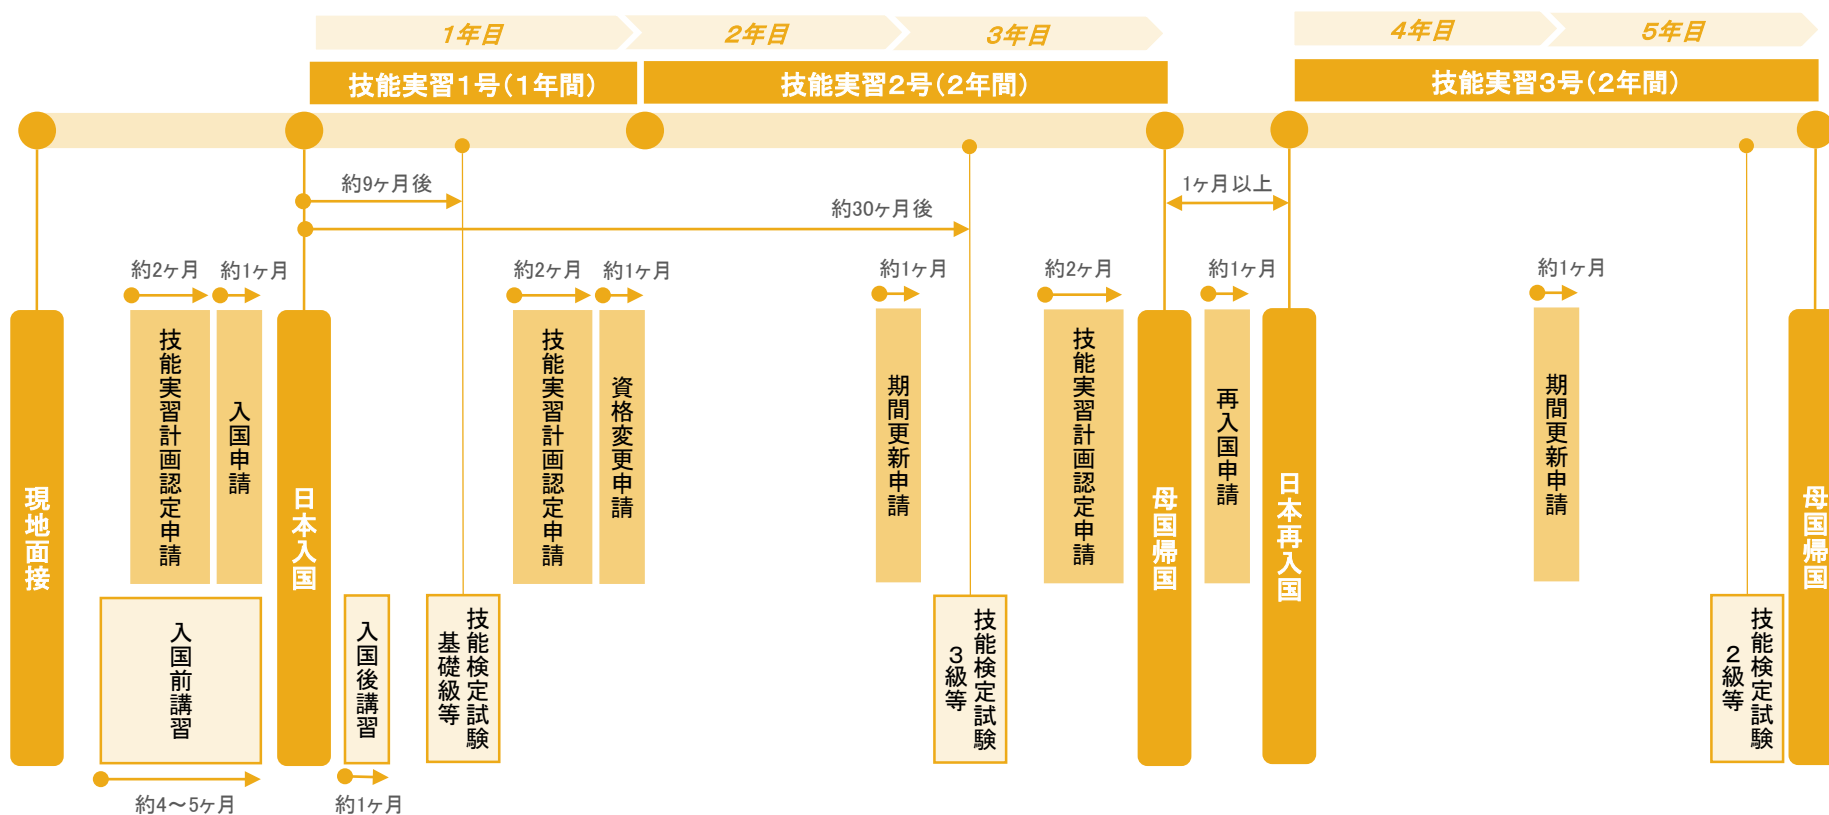 1年目
2年目
3年目
4年目
5年目
技能実習1号(1年間)
技能実習2号(2年間)
技能実習3号(2年間)
約9ヶ月後
1ヶ月以上
約30ヶ月後
約2ヶ月
約1ヶ月
約2ヶ月
約1ヶ月
約1ヶ月
約2ヶ月
約1ヶ月
約1ヶ月
現地面接
技能実習計画認定申請
入国申請
日本入国
技能実習計画認定申請
資格変更申請
期間更新申請
技能実習計画認定申請
母国帰国
再入国申請
日本再入国
期間更新申請
母国帰国
入国前講習
入国後講習
技能検定試験
基礎級等
技能検定試験
3級等
技能検定試験
2級等
約4～5ヶ月
約1ヶ月